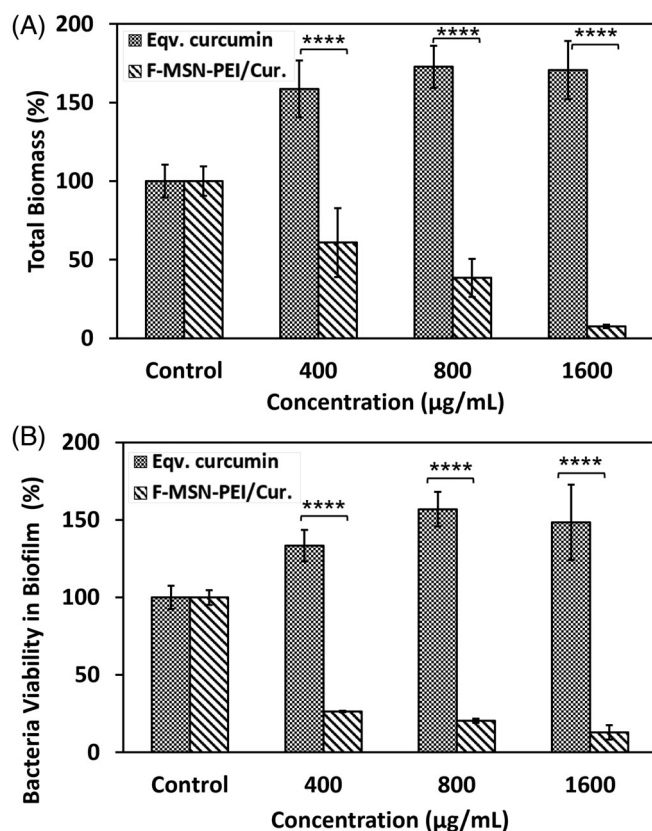 (A)
200
Eqv. curcumin
F-MSN-PEI/Cur.
****
****
****
150
100
50
0
Total Biomass (%)
Control
400
800
1600
Concentration (µg/mL)
(B)
200
Eqv. curcumin
F-MSN-PEI/Cur.
****
****
****
150
100
50
0
Bacteria Viability in Biofilm (%)
Control
400
800
1600
Concentration (µg/mL)